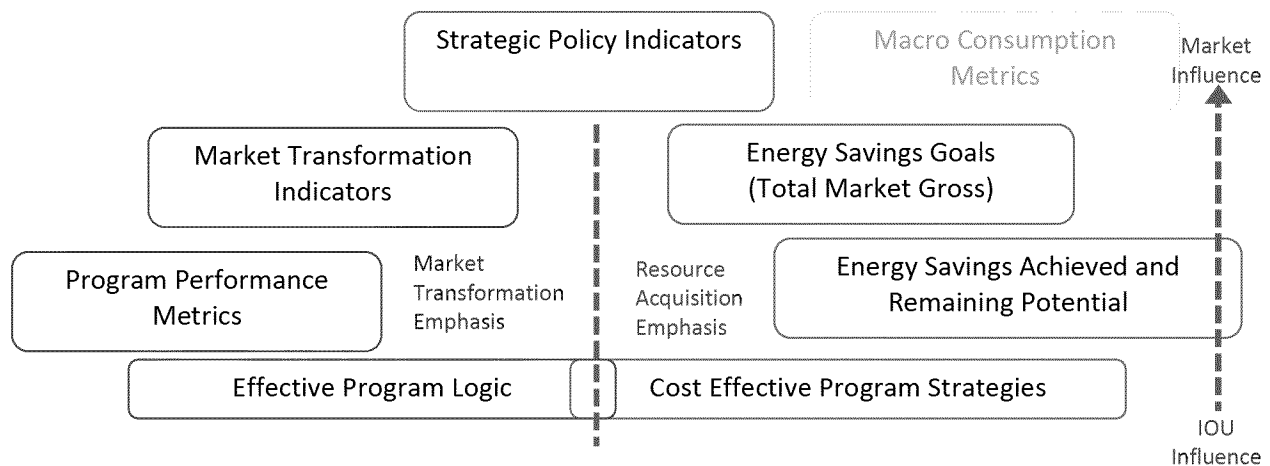 Strategic Policy Indicators
Macro Consumption
Metrics
Market
Influence
Market Transformation
Indicators
Energy Savings Goals
(Total Market Gross)
Program Performance
Metrics
Market
Transformation
Emphasis
Resource
Acquisition
Emphasis
Energy Savings Achieved and
Remaining Potential
Effective Program Logic
Cost Effective Program Strategies
IOU
Influence